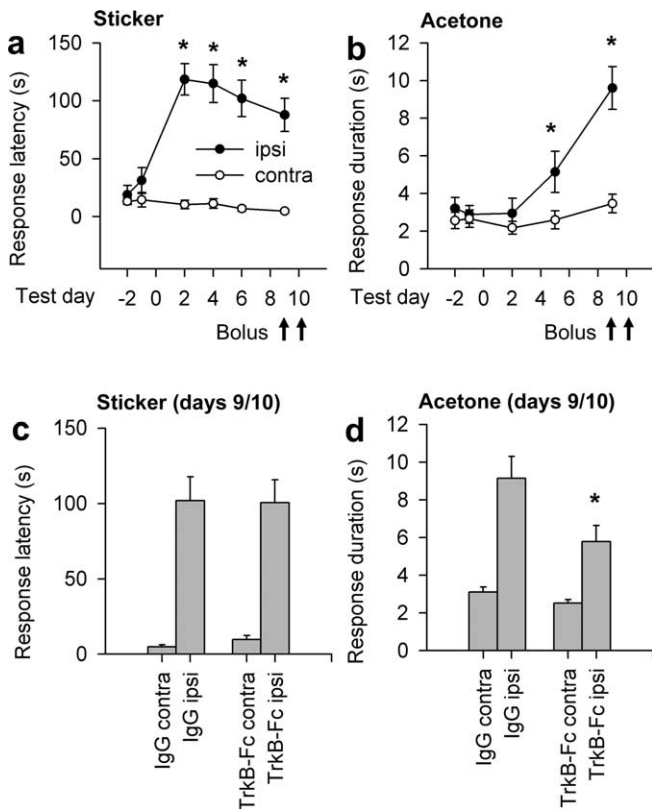 a
Sticker
Response latency (s)
150
100
50
0
* * * *
ipsi
contra
Test day -2 0 2 4 6 8 10
Bolus
b
Acetone
Response duration (s)
12
10
8
6
4
2
0
* *
Test day -2 0 2 4 6 8 10
Bolus
c
Sticker (days 9/10)
Response latency (s)
150
100
50
0
IgG contra
IgG ipsi
TrkB-Fc contra
TrkB-Fc ipsi
d
Acetone (days 9/10)
Response duration (s)
12
10
8
6
4
2
0
*
IgG contra
IgG ipsi
TrkB-Fc contra
TrkB-Fc ipsi